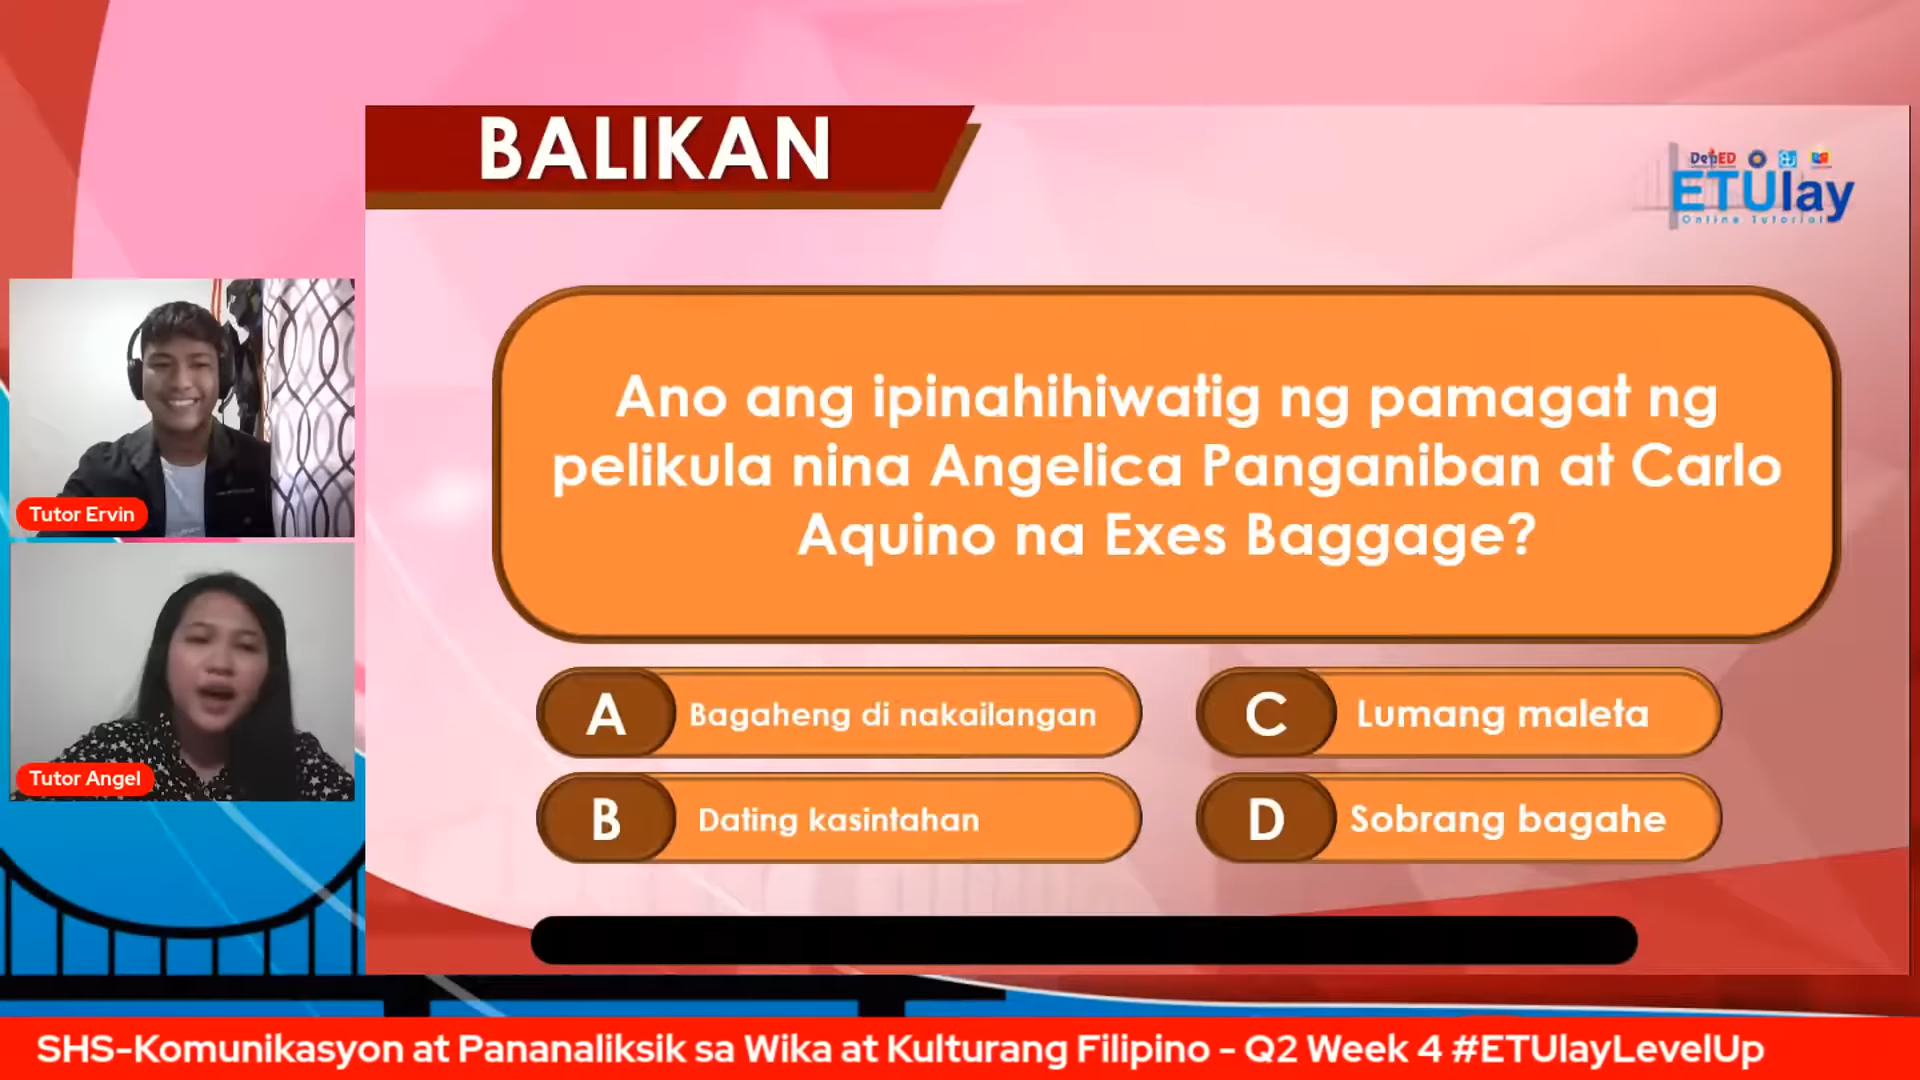 BALIKAN
DepED
ETUlay
Online Tutorial
Ano ang ipinahihiwatig ng pamagat ng
pelikula nina Angelica Panganiban at Carlo
Aquino na Exes Baggage?
A Bagaheng di nakailangan
B Dating kasintahan
C Lumang maleta
D Sobrang bagahe
Tutor Ervin
Tutor Angel
SHS-Komunikasyon at Pananaliksik sa Wika at Kulturang Filipino - Q2 Week 4 #ETUlayLevelUp